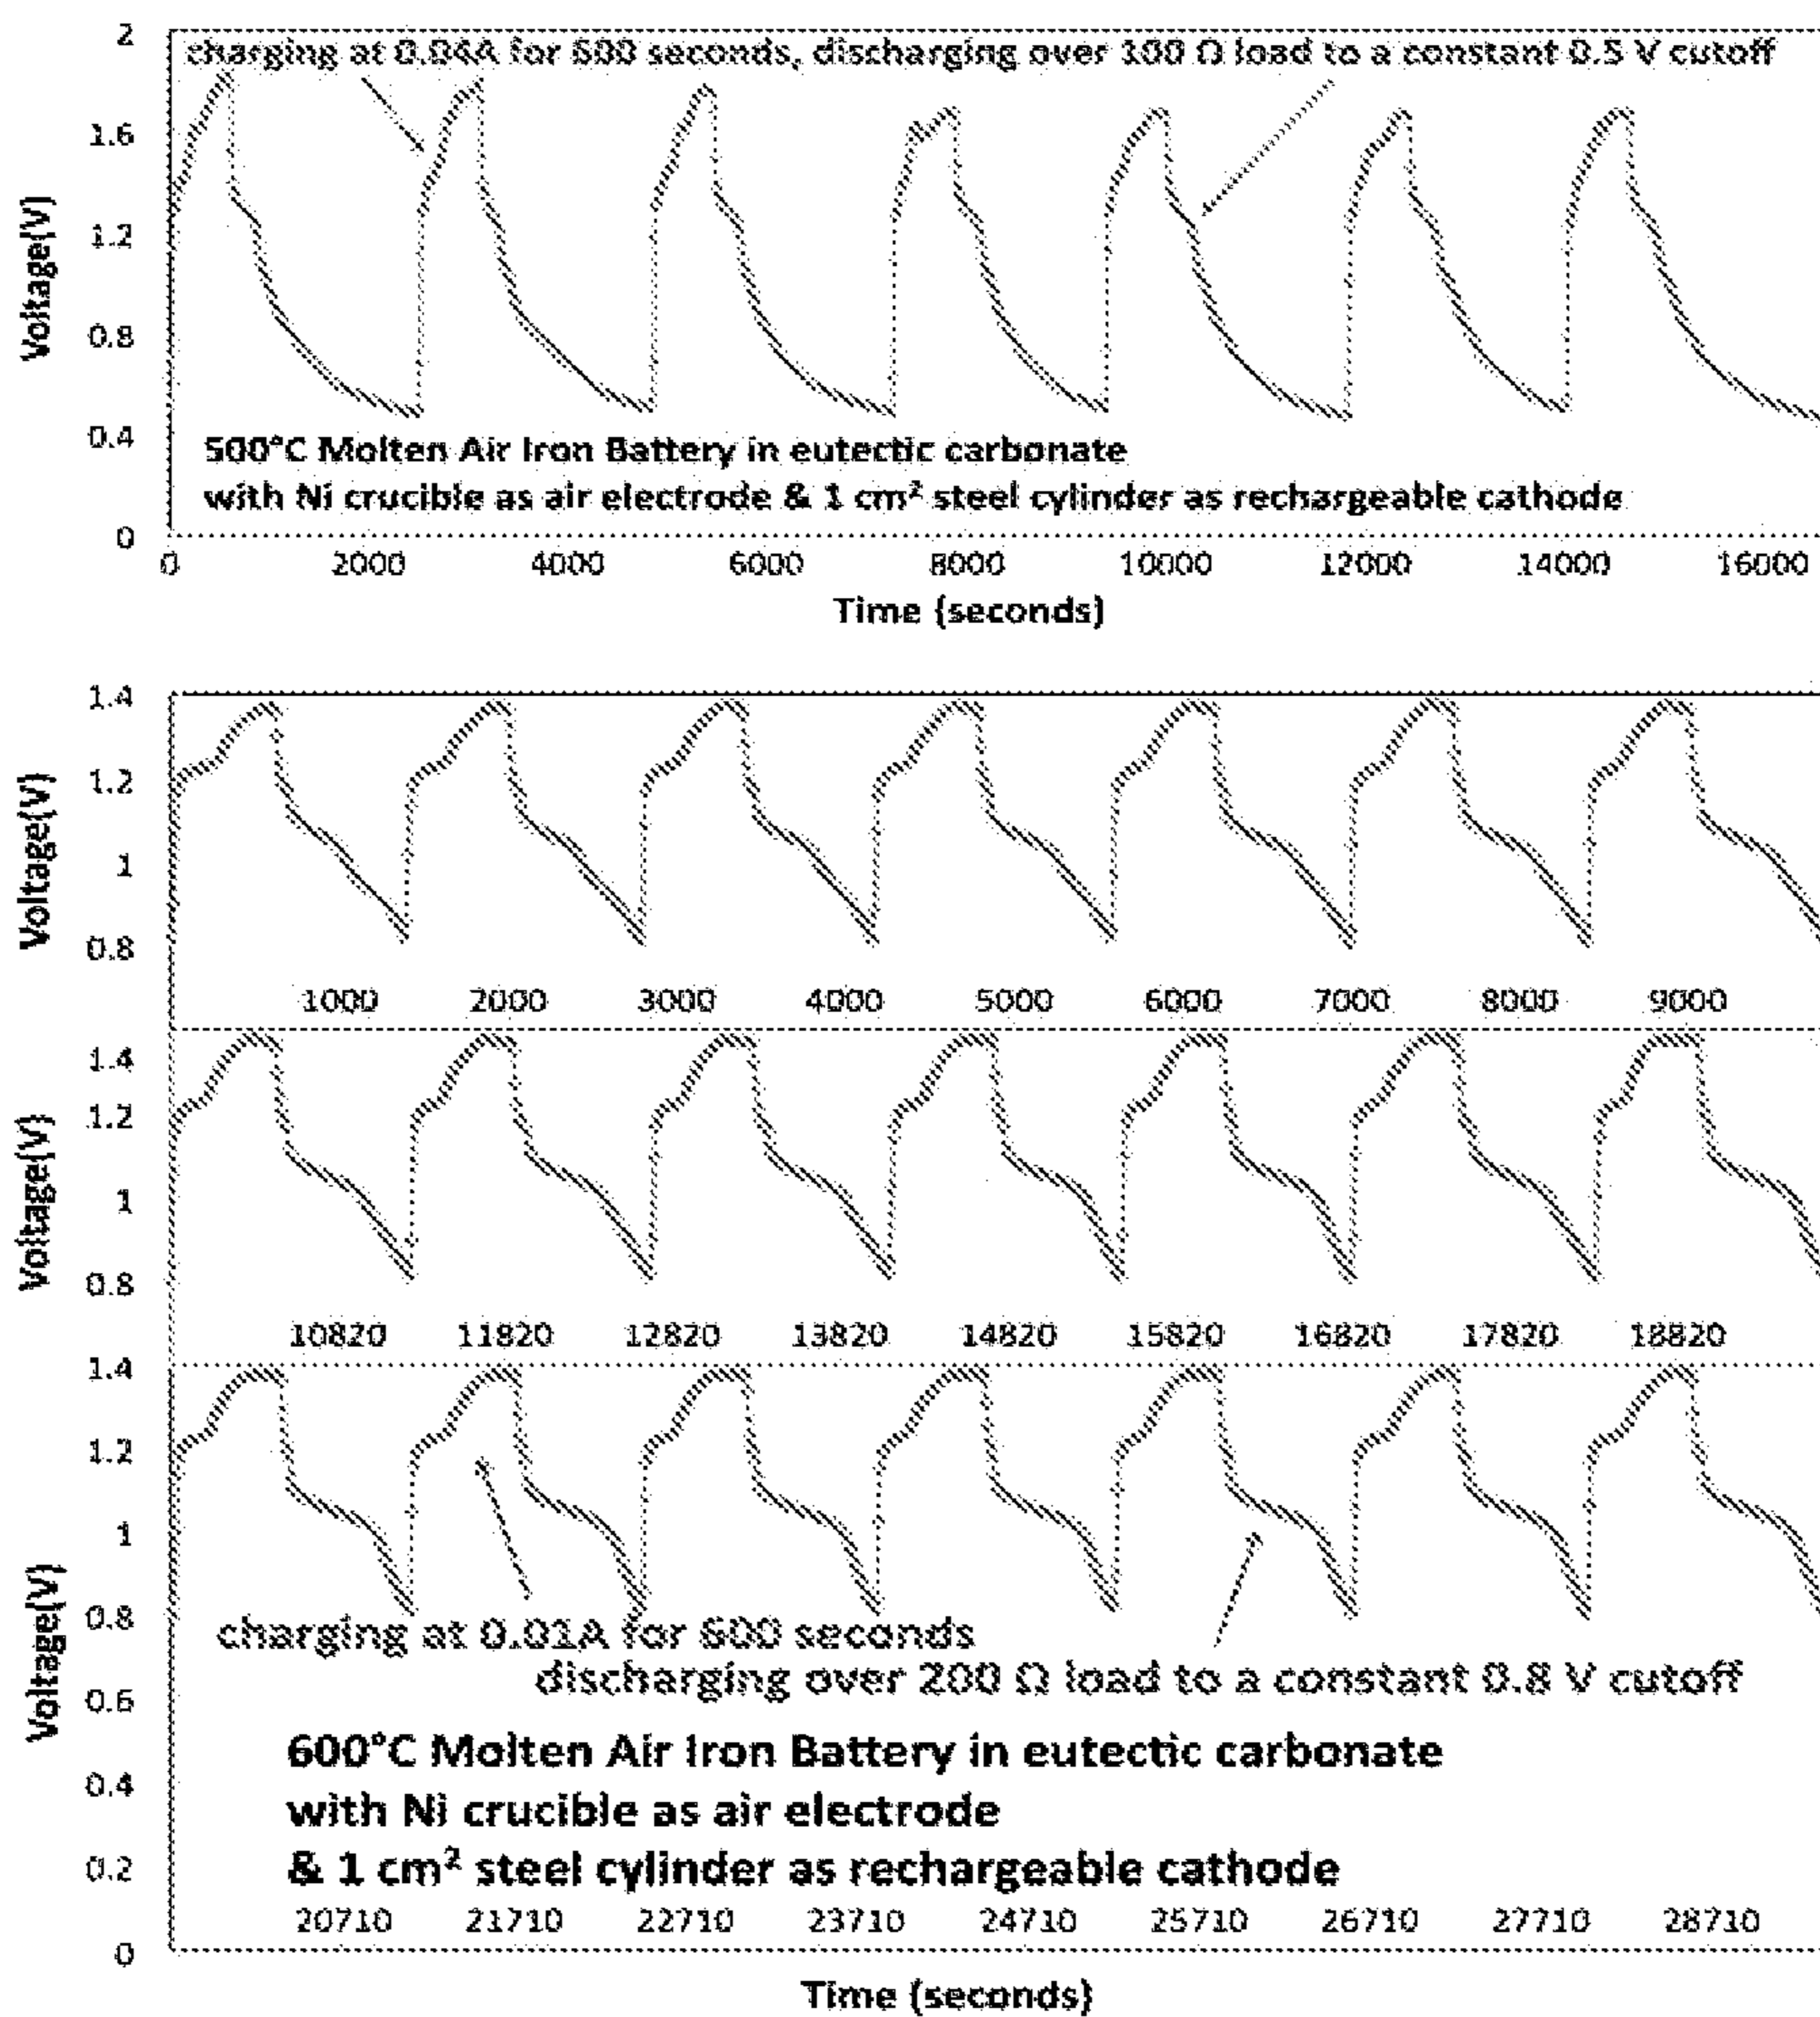 charging at 0.04A for 600 seconds, discharging over 100 Ω load to a constant 0.5 V cutoff
2
1.6
1.2
0.8
0.4
0
Voltage(V)
500°C Molten Air Iron Battery in eutectic carbonate
with Ni crucible as air electrode & 1 cm² steel cylinder as rechargeable cathode
0 2000 4000 6000 8000 10000 12000 14000 16000
Time (seconds)
1.4
1.2
1
0.8
Voltage(V)
1000 2000 3000 4000 5000 6000 7000 8000 9000
1.4
1.2
1
0.8
Voltage(V)
10820 11820 12820 13820 14820 15820 16820 17820 18820
1.4
1.2
1
0.8
0.6
0.4
0.2
0
Voltage(V)
charging at 0.01A for 600 seconds
discharging over 200 Ω load to a constant 0.8 V cutoff
600°C Molten Air Iron Battery in eutectic carbonate
with Ni crucible as air electrode
& 1 cm² steel cylinder as rechargeable cathode
20710 21710 22710 23710 24710 25710 26710 27710 28710
Time (seconds)